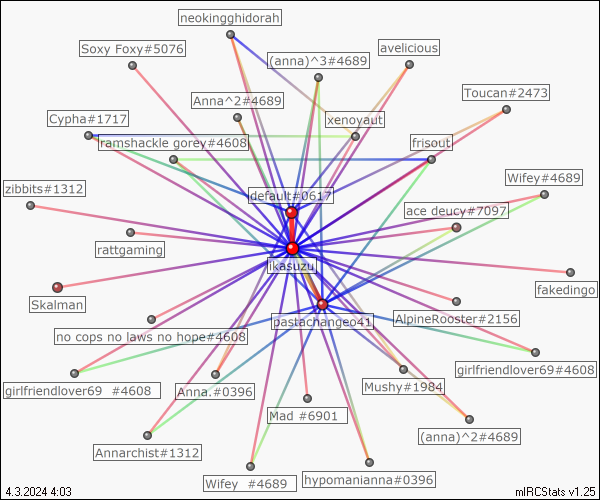 neokingghidorah
Soxy Foxy#5076
avelicious
(anna)^3#4689
Toucan#2473
Anna^2#4689
Cypha#1717
xenoyaut
ramshackle gorey#4608
frisout
Wifey#4689
zibbits#1312
default#0617
ace deucy#7097
rattgaming
ikasuzu
fakedingo
Skalman
AlpineRooster#2156
pastachangeo41
no cops no laws no hope#4608
girlfriendlover69#4608
girlfriendlover69 #4608
Anna.#0396
Mushy#1984
Mad #6901
(anna)^2#4689
Annarchist#1312
Wifey #4689
hypomanianna#0396
4.3.2024 4:03
mIRCStats v1.25